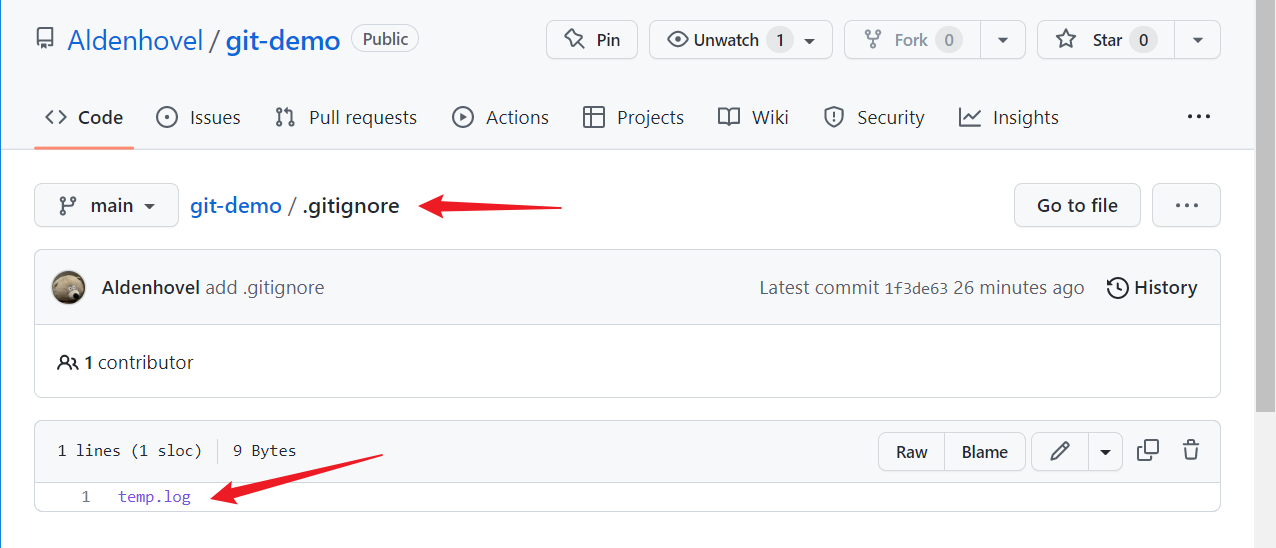 Aldenhovel / git-demo Public Pin Unwatch 1 Fork 0 Star 0
Code Issues Pull requests Actions Projects Wiki Security Insights ...
main git-demo / .gitignore Go to file ...
Aldenhovel add .gitignore Latest commit 1f3de63 26 minutes ago History
1 contributor
1 lines (1 sloc) 9 Bytes Raw Blame
1 temp.log